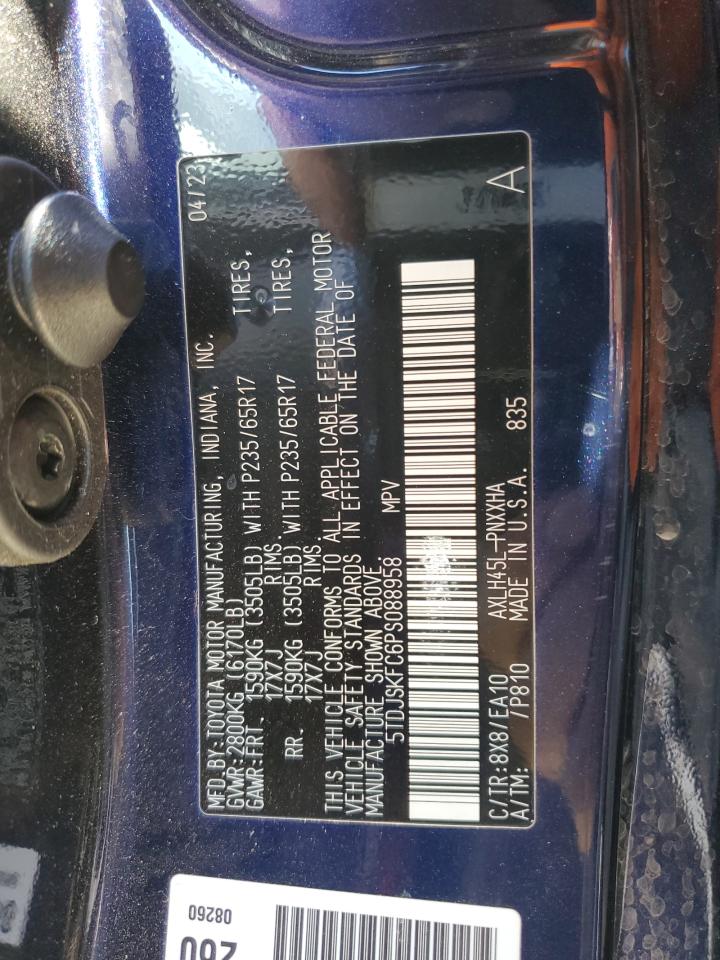 MFD.BY:TOYOTA MOTOR MANUFACTURING, INDIANA, INC. 04/23
GVWR:2800KG (6170LB)
GAWR:FRT. 1590KG (3505LB) WITH P235/65R17 TIRES,
17X7J RIMS.
RR. 1590KG (3505LB) WITH P235/65R17 TIRES,
17X7J RIMS.
THIS VEHICLE CONFORMS TO ALL APPLICABLE FEDERAL MOTOR
VEHICLE SAFETY STANDARDS IN EFFECT ON THE DATE OF
MANUFACTURE SHOWN ABOVE.
5TDJSKFC6PS088958 MPV
C/TR:8X8/EA10 AXLH45L-PNXXHA
A/TM: /P810 MADE IN U.S.A. 835 A
08260